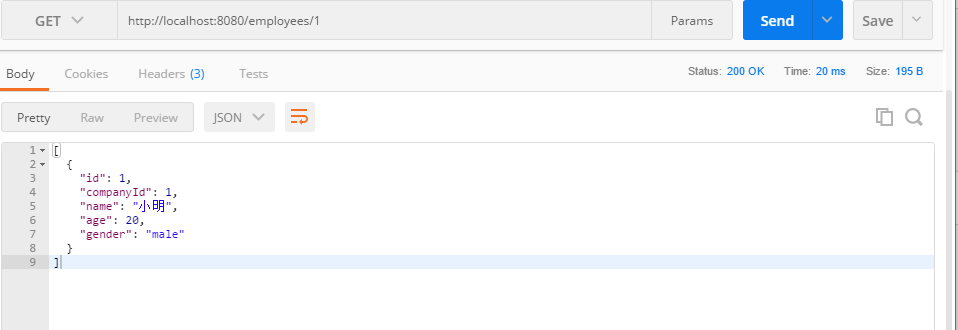 GET http://localhost:8080/employees/1 Params Send Save
Body Cookies Headers (3) Tests Status: 200 OK Time: 20 ms Size: 195 B
Pretty Raw Preview JSON
1 [
2 {
3 "id": 1,
4 "companyId": 1,
5 "name": "小明",
6 "age": 20,
7 "gender": "male"
8 }
9 ]